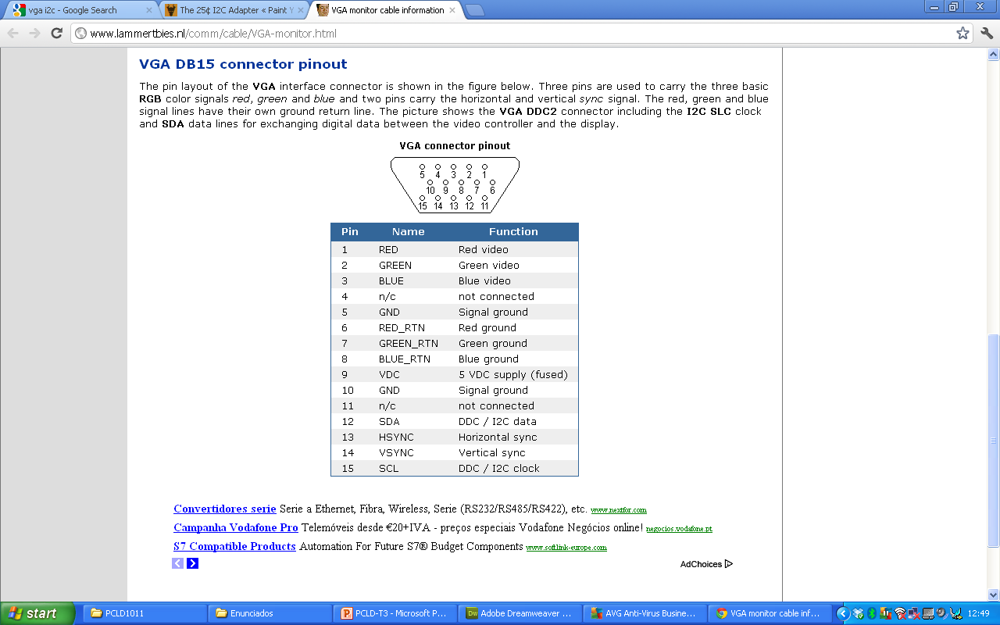 vga i2c - Google Search
The 25¢ I2C Adapter « Paint Y
VGA monitor cable information
www.lammertbies.nl/comm/cable/VGA-monitor.html
VGA DB15 connector pinout
The pin layout of the VGA interface connector is shown in the figure below. Three pins are used to carry the three basic
RGB color signals red, green and blue and two pins carry the horizontal and vertical sync signal. The red, green and blue
signal lines have their own ground return line. The picture shows the VGA DDC2 connector including the I2C SLC clock
and SDA data lines for exchanging digital data between the video controller and the display.
VGA connector pinout
5 4 3 2 1
10 9 8 7 6
15 14 13 12 11
Pin Name Function
1 RED Red video
2 GREEN Green video
3 BLUE Blue video
4 n/c not connected
5 GND Signal ground
6 RED_RTN Red ground
7 GREEN_RTN Green ground
8 BLUE_RTN Blue ground
9 VDC 5 VDC supply (fused)
10 GND Signal ground
11 n/c not connected
12 SDA DDC / I2C data
13 HSYNC Horizontal sync
14 VSYNC Vertical sync
15 SCL DDC / I2C clock
Convertidores serie Serie a Ethernet, Fibra, Wireless, Serie (RS232/RS485/RS422), etc. www.nextfor.com
Campanha Vodafone Pro Telemóveis desde €20+IVA - preços especiais Vodafone Negócios online! negocios.vodafone.pt
S7 Compatible Products Automation For Future S7® Budget Components www.softlink-europe.com
AdChoices
start PCLD1011 Enunciados PCLD-T3 - Microsoft P... Adobe Dreamweaver ... AVG Anti-Virus Busine... VGA monitor cable inf... 12:49